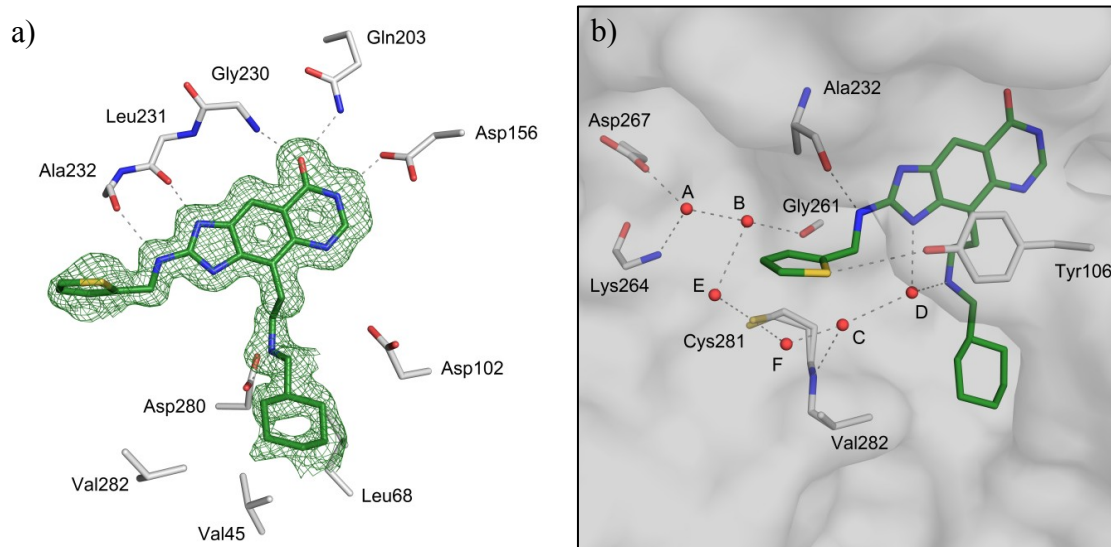 a)
Gln203
Gly230
Leu231
Asp156
Ala232
Asp102
Asp280
Val282
Leu68
Val45
b)
Ala232
Asp267
A
B
Gly261
Lys264
Tyr106
E
D
Cys281
C
F
Val282